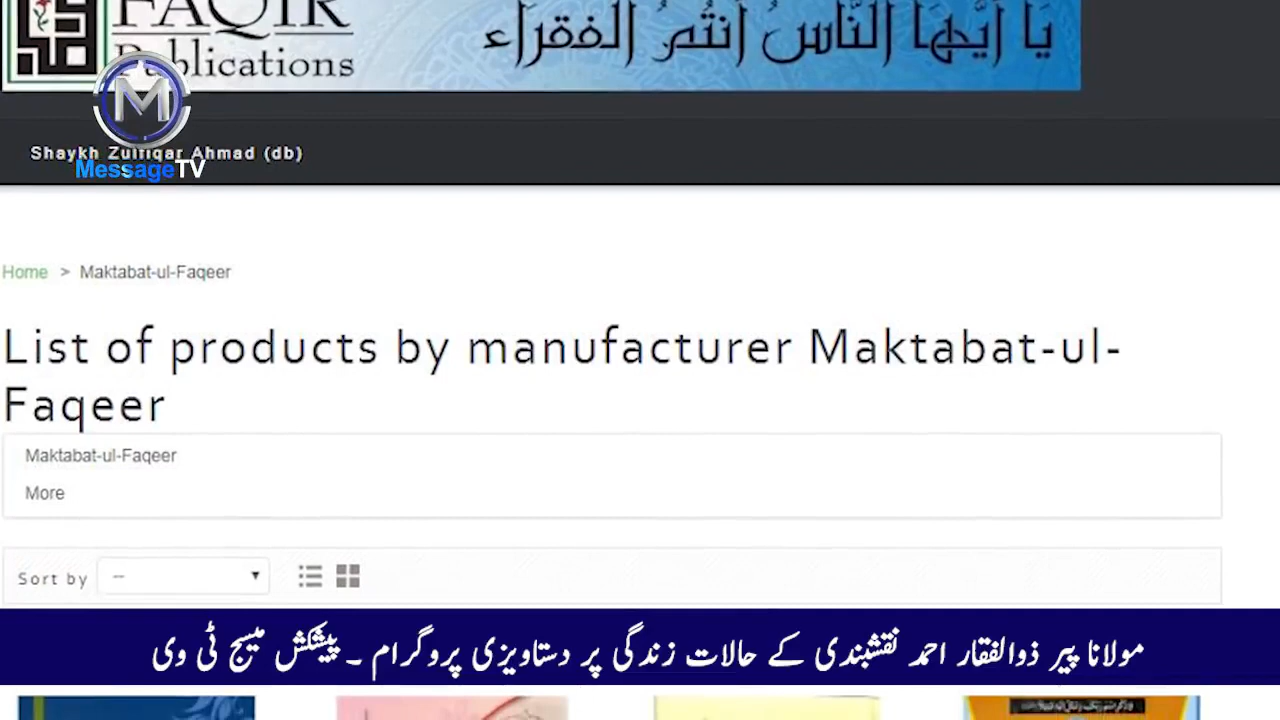 FAQIR
Publications
يَا أَيُّهَا النَّاسُ أَنتُمُ الفقراء
M
Shaykh Zulfiqar Ahmad (db)
MessageTV
Home > Maktabat-ul-Faqeer
List of products by manufacturer Maktabat-ul-
Faqeer
Maktabat-ul-Faqeer
More
Sort by --
مولانا پیر ذوالفقار احمد نقشبندی کے حالات زندگی پر دستاویزی پروگرام ۔ پیشکش میسج ٹی وی